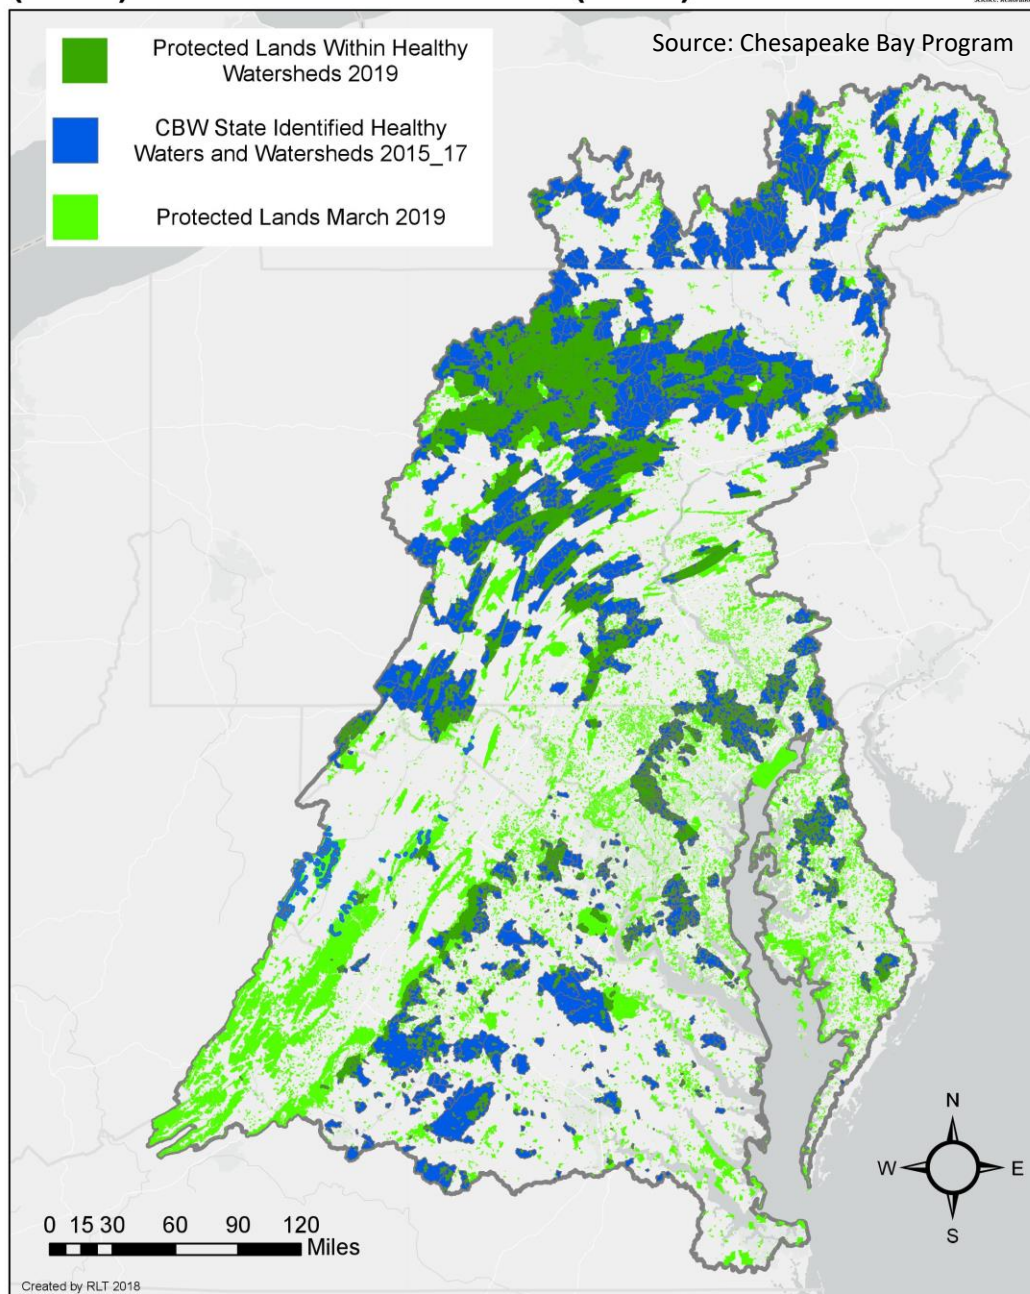 Source: Chesapeake Bay Program
Protected Lands Within Healthy
Watersheds 2019
CBW State Identified Healthy
Waters and Watersheds 2015_17
Protected Lands March 2019
N
W
E
S
0 15 30 60 90 120
Miles
Created by RLT 2018